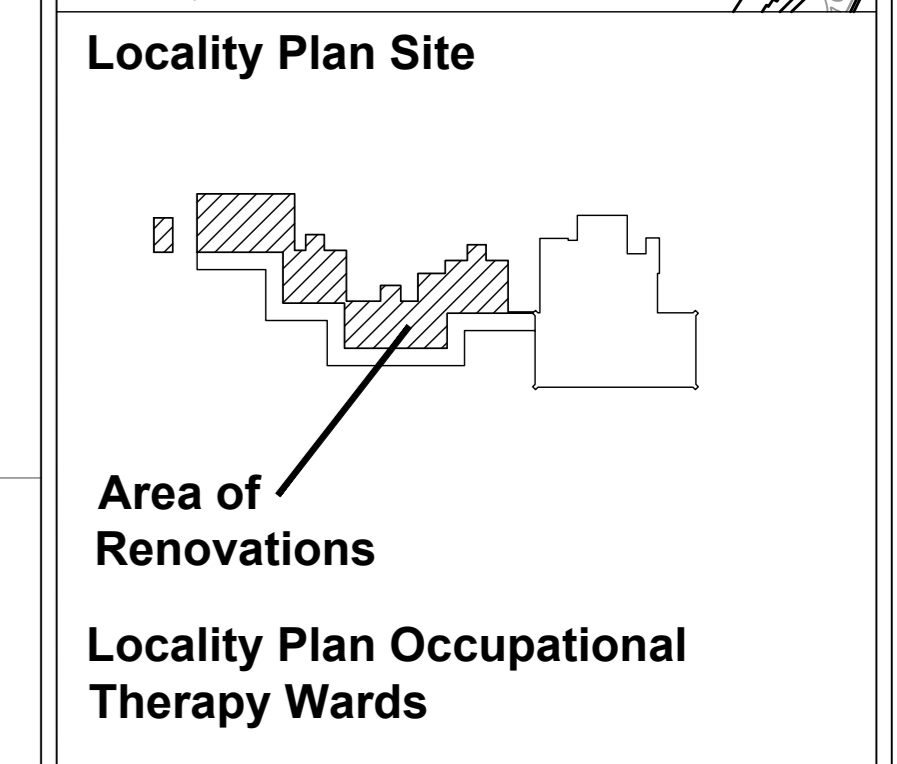 Locality Plan Site
Area of
Renovations
Locality Plan Occupational
Therapy Wards